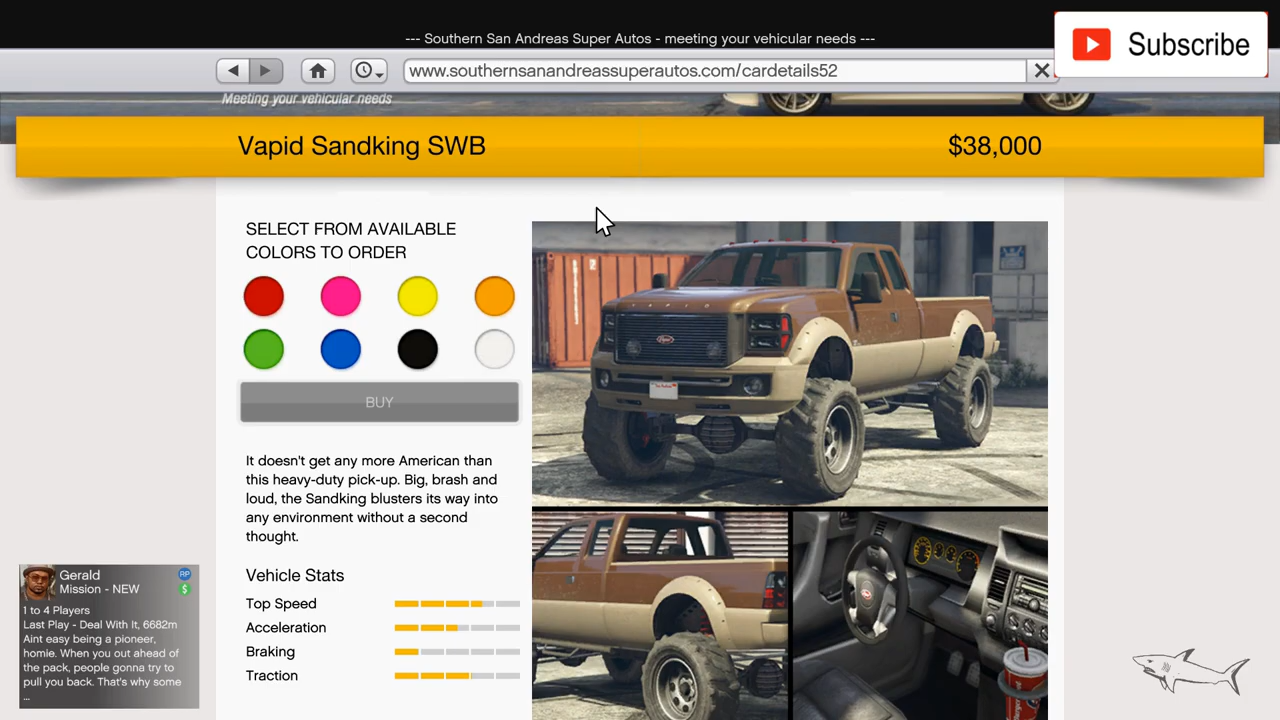 --- Southern San Andreas Super Autos - meeting your vehicular needs ---
Subscribe
www.southernsanandreassuperautos.com/cardetails52
Meeting your vehicular needs
Vapid Sandking SWB
$38,000
SELECT FROM AVAILABLE
COLORS TO ORDER
BUY
It doesn't get any more American than
this heavy-duty pick-up. Big, brash and
loud, the Sandking blusters its way into
any environment without a second
thought.
Vehicle Stats
Top Speed
Acceleration
Braking
Traction
Gerald
RP
Mission - NEW
$
1 to 4 Players
Last Play - Deal With It, 6682m
Aint easy being a pioneer,
homie. When you out ahead of
the pack, people gonna try to
pull you back. That's why some
...
VAPID